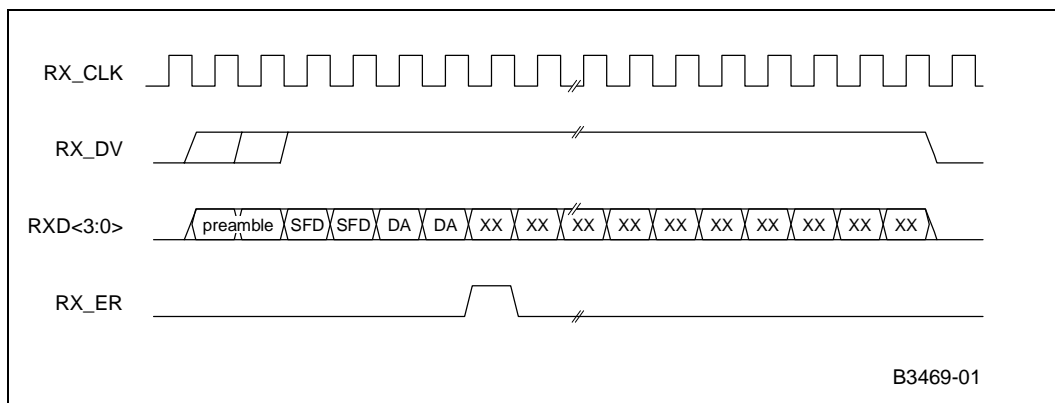 RX_CLK
RX_DV
RXD<3:0> preamble SFD SFD DA DA XX XX XX XX XX XX XX XX XX XX
RX_ER
B3469-01